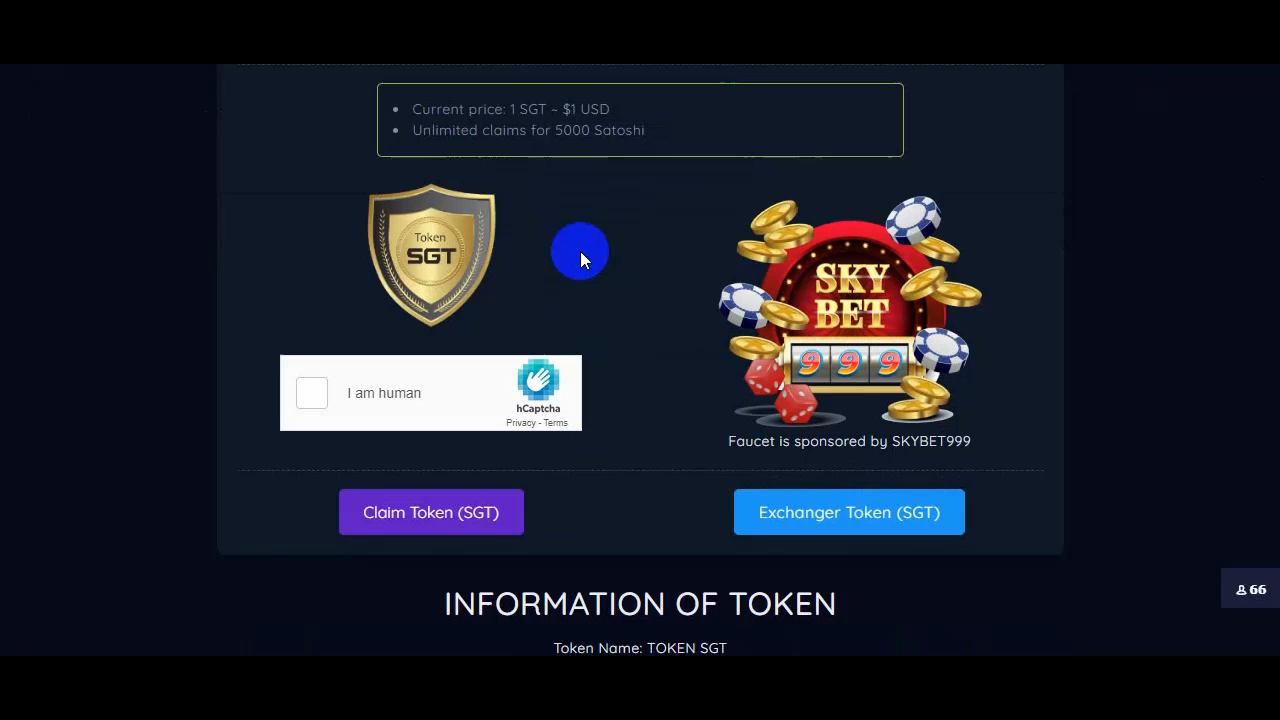 Current price: 1 SGT ~ $1 USD
Unlimited claims for 5000 Satoshi
Token
SGT
SKY
BET
999
I am human
hCaptcha
Privacy - Terms
Faucet is sponsored by SKYBET999
Claim Token (SGT)
Exchanger Token (SGT)
66
INFORMATION OF TOKEN
Token Name: TOKEN SGT